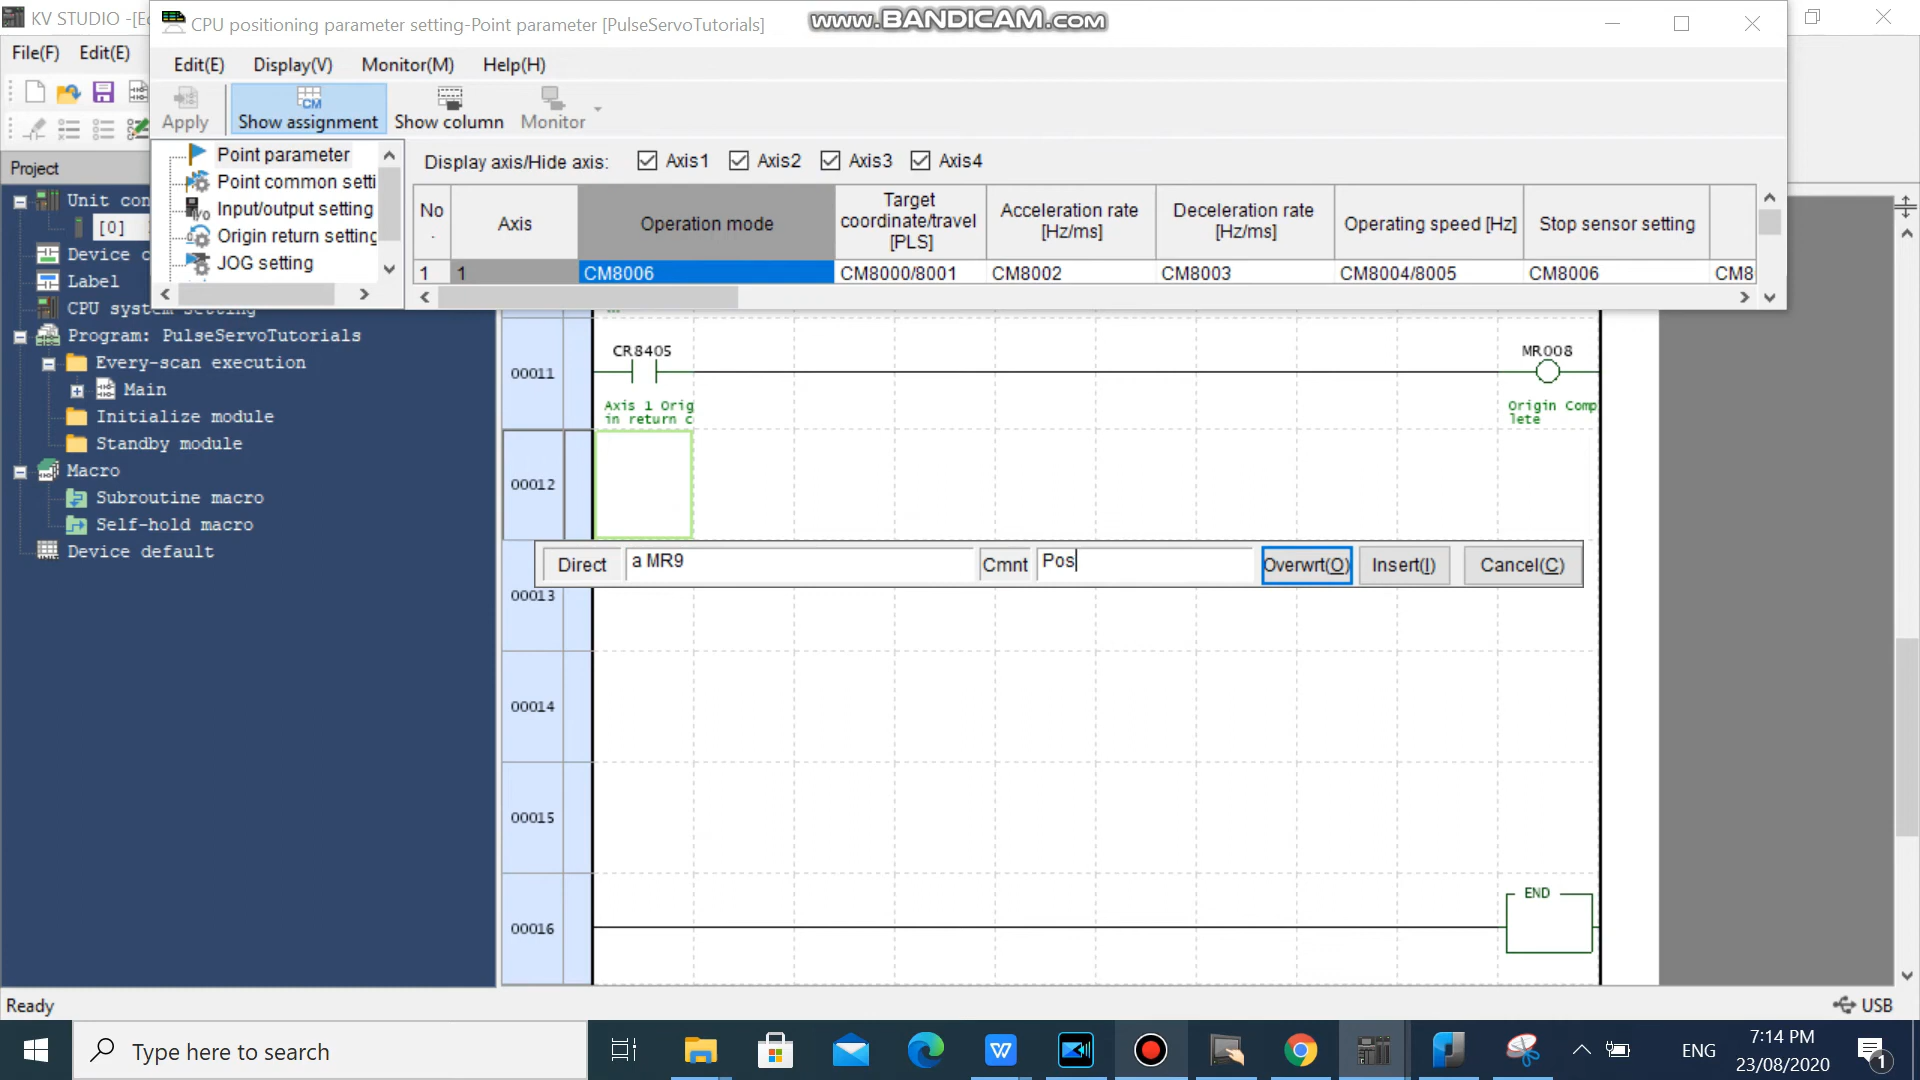 KV STUDIO -[Ec
CPU positioning parameter setting-Point parameter [PulseServoTutorials]
www.BANDICAM.com
File(F) Edit(E)
Edit(E) Display(V) Monitor(M) Help(H)
Apply
Show assignment
Show column
Monitor
Project
Unit con
[0]
Device c
Label
CPU system setting
Program: PulseServoTutorials
Every-scan execution
Main
Initialize module
Standby module
Macro
Subroutine macro
Self-hold macro
Device default
Point parameter
Point common setti
Input/output setting
Origin return setting
JOG setting
Display axis/Hide axis: Axis1 Axis2 Axis3 Axis4
No
.
Axis
Operation mode
Target
coordinate/travel
[PLS]
Acceleration rate
[Hz/ms]
Deceleration rate
[Hz/ms]
Operating speed [Hz]
Stop sensor setting
1 1 CM8006 CM8000/8001 CM8002 CM8003 CM8004/8005 CM8006 CM8
CR8405 MR008
00011
Axis 1 Orig
in return c
Origin Comp
lete
00012
Direct a MR9 Cmnt Pos Overwrt(O) Insert(I) Cancel(C)
00013
00014
00015
END
00016
Ready
USB
Type here to search
ENG
7:14 PM
23/08/2020
1